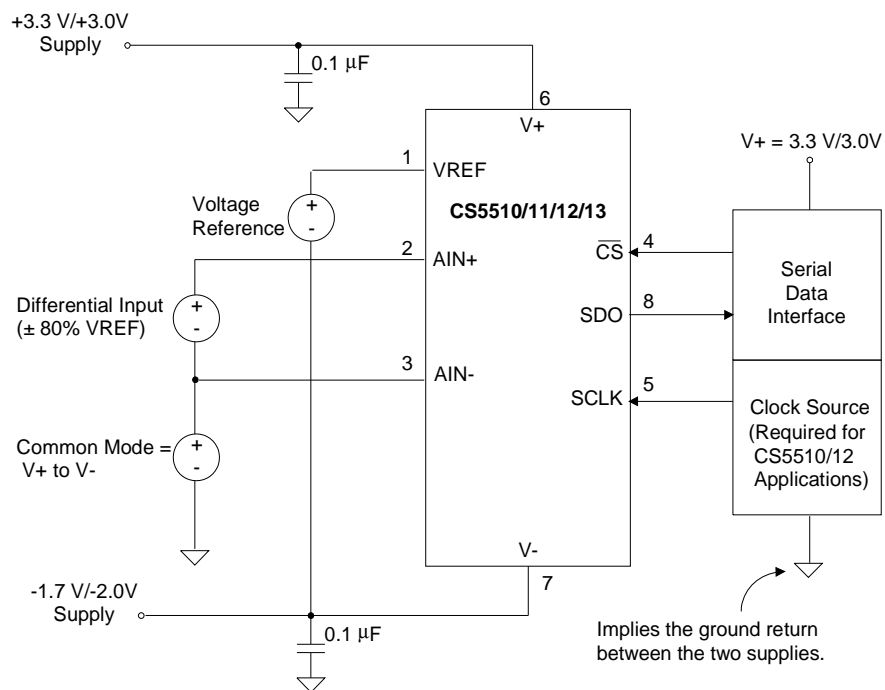 +3.3 V/+3.0V
Supply
0.1 μF
6
V+
1
VREF
Voltage
Reference
+
-
CS5510/11/12/13
V+ = 3.3 V/3.0V
2
AIN+
CS
4
Serial
Data
Interface
Differential Input
(± 80% VREF)
+
-
SDO
8
3
AIN-
SCLK
5
Clock Source
(Required for
CS5510/12
Applications)
Common Mode =
V+ to V-
+
-
V-
7
-1.7 V/-2.0V
Supply
0.1 μF
Implies the ground return
between the two supplies.